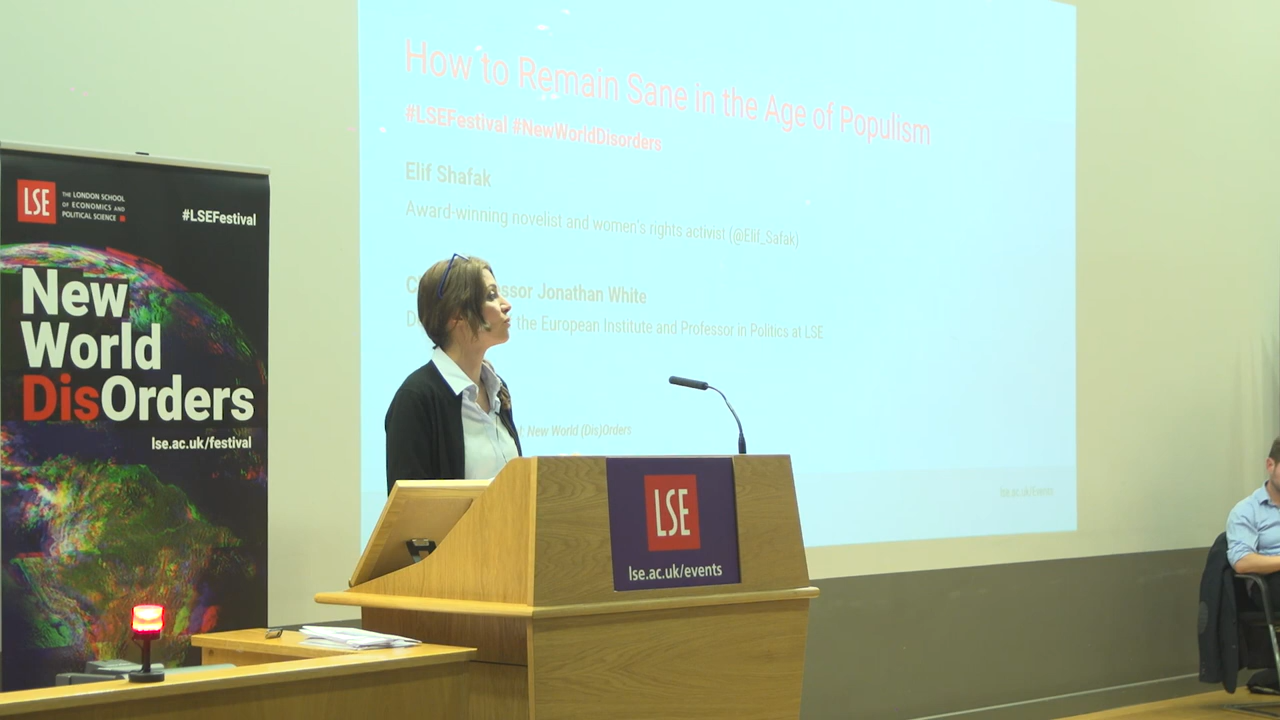 LSE
THE LONDON SCHOOL
OF ECONOMICS AND
POLITICAL SCIENCE
#LSEFestival
New
World
DisOrders
lse.ac.uk/festival
How to Remain Sane in the Age of Populism
#LSEFestival #NewWorldDisorders
Elif Shafak
Award-winning novelist and women's rights activist (@Elif_Safak)
Jonathan White
the European Institute and Professor in Politics at LSE
New World (Dis)Orders
lse.ac.uk/Events
LSE
lse.ac.uk/events